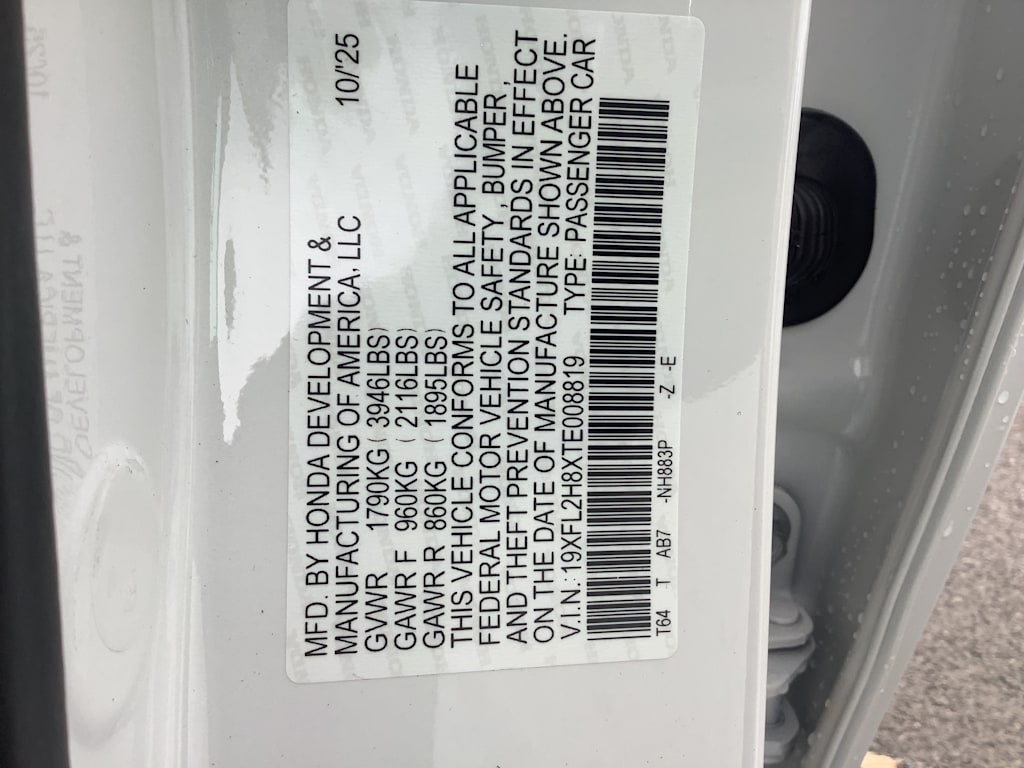 MFD. BY HONDA DEVELOPMENT &
MANUFACTURING OF AMERICA, LLC 10/'25
GVWR 1790KG ( 3946LBS)
GAWR F 960KG ( 2116LBS)
GAWR R 860KG ( 1895LBS)
THIS VEHICLE CONFORMS TO ALL APPLICABLE
FEDERAL MOTOR VEHICLE SAFETY ,BUMPER ,
AND THEFT PREVENTION STANDARDS IN EFFECT
ON THE DATE OF MANUFACTURE SHOWN ABOVE.
V.I.N.: 19XFL2H8XTE008819 TYPE: PASSENGER CAR
T64 T AB7 -NH883P -Z -E